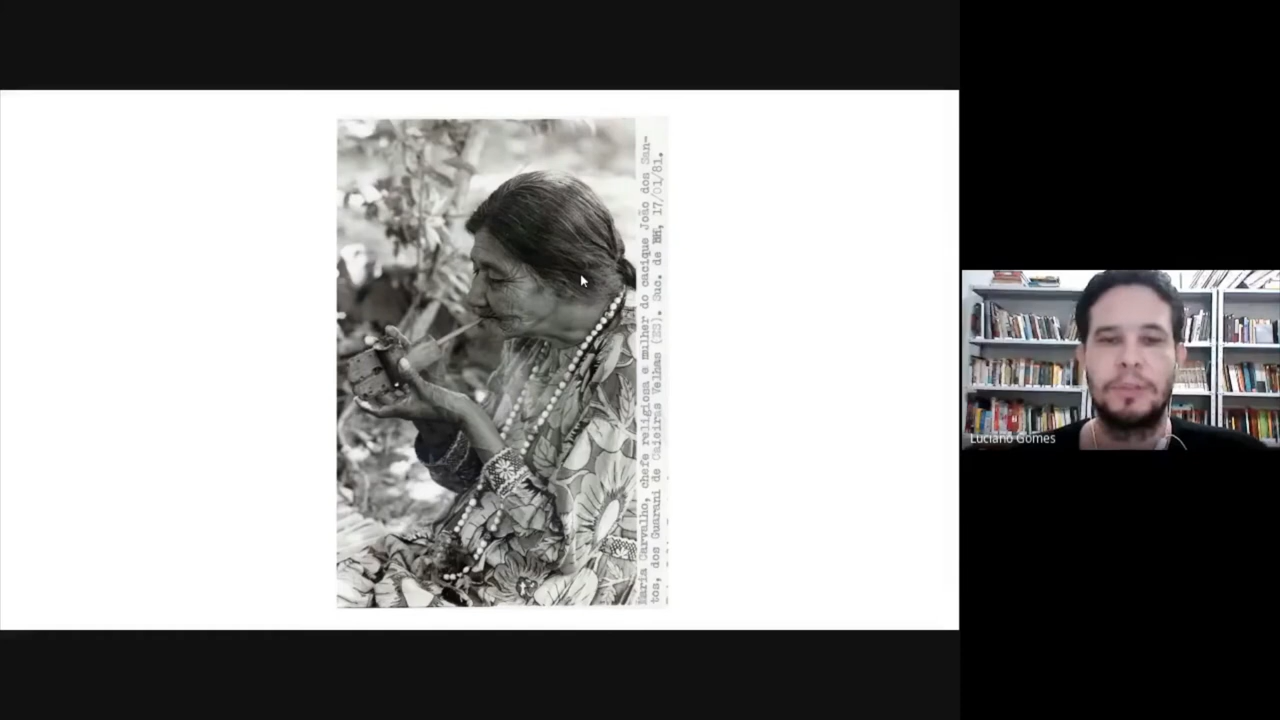 Maria Carvalho, chefe religiosa e mulher do cacique João dos San-
tos, dos Guarani de Caieiras Velhas (ES). Suc. de BH, 17/01/81.
Luciano Gomes